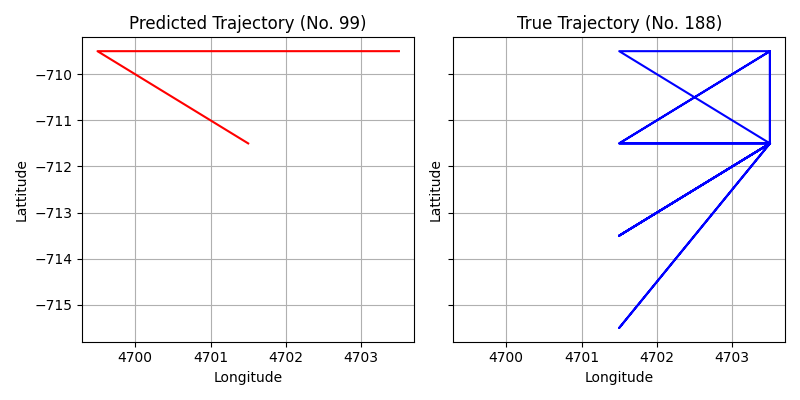 Predicted Trajectory (No. 99)
True Trajectory (No. 188)
−710
−711
−712
−713
−714
−715
Lattitude
Lattitude
4700 4701 4702 4703
4700 4701 4702 4703
Longitude
Longitude